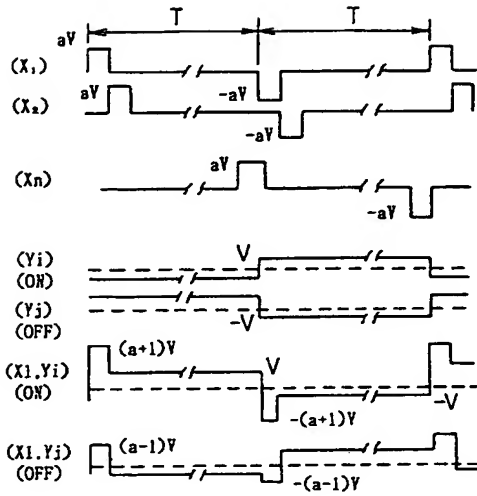 T T
aV
(X₁)
-aV
aV
(X₂)
-aV
aV
(Xn)
-aV
(Yi) V
(ON)
(Yj)
(OFF) -V
(a+1)V
(X1.Yi) V
(ON) -V
-(a+1)V
(a-1)V
(X1.Yj)
(OFF) -(a-1)V